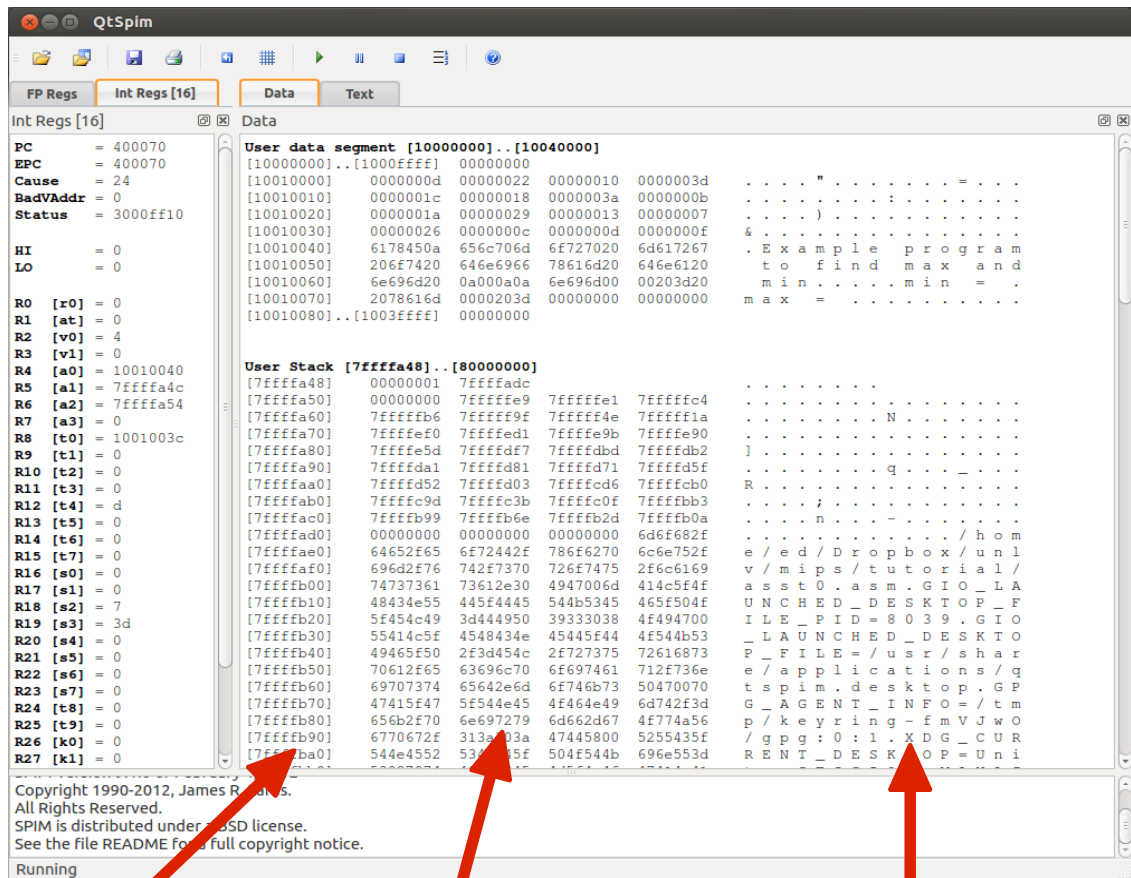 QtSpim
FP Regs Int Regs [16] Data Text
Int Regs [16]
PC = 400070
EPC = 400070
Cause = 24
BadVAddr = 0
Status = 3000ff10
HI = 0
LO = 0
R0 [r0] = 0
R1 [at] = 0
R2 [v0] = 4
R3 [v1] = 0
R4 [a0] = 10010040
R5 [a1] = 7ffffa4c
R6 [a2] = 7ffffa54
R7 [a3] = 0
R8 [t0] = 1001003c
R9 [t1] = 0
R10 [t2] = 0
R11 [t3] = 0
R12 [t4] = d
R13 [t5] = 0
R14 [t6] = 0
R15 [t7] = 0
R16 [s0] = 0
R17 [s1] = 0
R18 [s2] = 7
R19 [s3] = 3d
R20 [s4] = 0
R21 [s5] = 0
R22 [s6] = 0
R23 [s7] = 0
R24 [t8] = 0
R25 [t9] = 0
R26 [k0] = 0
R27 [k1] = 0
Data
User data segment [10000000]..[10040000]
[10000000]..[1000ffff] 00000000
[10010000] 0000000d 00000022 00000010 0000003d . . . . " . . . . . . . = . . .
[10010010] 0000001c 00000018 0000003a 0000000b . . . . . . . . : . . . . . . .
[10010020] 0000001a 00000029 00000013 00000007 . . . . ) . . . . . . . . . . .
[10010030] 00000026 0000000c 0000000d 0000000f & . . . . . . . . . . . . . . .
[10010040] 6178450a 656c706d 6f727020 6d617267 . E x a m p l e p r o g r a m
[10010050] 206f7420 646e6966 78616d20 646e6120 t o f i n d m a x a n d
[10010060] 6e696d20 0a000a0a 6e696d00 00203d20 m i n . . . . . m i n = .
[10010070] 2078616d 0000203d 00000000 00000000 m a x = . . . . . . . . . .
[10010080]..[1003ffff] 00000000
User Stack [7ffffa48]..[80000000]
[7ffffa48] 00000001 7ffffadc . . . . . . . .
[7ffffa50] 00000000 7fffffe9 7fffffe1 7fffffc4 . . . . . . . . . . . . . . . .
[7ffffa60] 7fffffb6 7fffff9f 7fffff4e 7fffff1a . . . . . . . . N . . . . . . .
[7ffffa70] 7ffffef0 7ffffed1 7ffffe9b 7ffffe90 . . . . . . . . . . . . . . . .
[7ffffa80] 7ffffe5d 7ffffdf7 7ffffdbd 7ffffdb2 ] . . . . . . . . . . . . . . .
[7ffffa90] 7ffffda1 7ffffd81 7ffffd71 7ffffd5f . . . . . . . . q . . . _ . . .
[7ffffaa0] 7ffffd52 7ffffd03 7ffffcd6 7ffffcb0 R . . . . . . . . . . . . . . .
[7ffffab0] 7ffffc9d 7ffffc3b 7ffffc0f 7ffffbb3 . . . . ; . . . . . . . . . . .
[7ffffac0] 7ffffb99 7ffffb6e 7ffffb2d 7ffffb0a . . . . n . . . - . . . . . . .
[7ffffad0] 00000000 00000000 00000000 6d6f682f . . . . . . . . . . . . / h o m
[7ffffae0] 64652f65 6f72442f 786f6270 6c6e752f e / e d / D r o p b o x / u n l
[7ffffaf0] 696d2f76 742f7370 726f7475 2f6c6169 v / m i p s / t u t o r i a l /
[7ffffb00] 74737361 73612e30 4947006d 414c5f4f a s s t 0 . a s m . G I O _ L A
[7ffffb10] 48434e55 445f4445 544b5345 465f504f U N C H E D _ D E S K T O P _ F
[7ffffb20] 5f454c49 3d444950 39333038 4f494700 I L E _ P I D = 8 0 3 9 . G I O
[7ffffb30] 55414c5f 4548434e 45445f44 4f544b53 _ L A U N C H E D _ D E S K T O
[7ffffb40] 49465f50 2f3d454c 2f727375 72616873 P _ F I L E = / u s r / s h a r
[7ffffb50] 70612f65 63696c70 6f697461 712f736e e / a p p l i c a t i o n s / q
[7ffffb60] 69707374 65642e6d 6f746b73 50470070 t s p i m . d e s k t o p . G P
[7ffffb70] 47415f47 5f544e45 4f464e49 6d742f3d G _ A G E N T _ I N F O = / t m
[7ffffb80] 656b2f70 6e697279 6d662d67 4f774a56 p / k e y r i n g - f m V J w O
[7ffffb90] 6770672f 47445800 5255435f / g p g : 0 : 1 . X D G _ C U R
544e4552 504f544b 696e553d R E N T _ D E S K O P = U n i
Copyright 1990-2012, James R.
All Rights Reserved.
SPIM is distributed under license.
See the file README full copyright notice.
Running